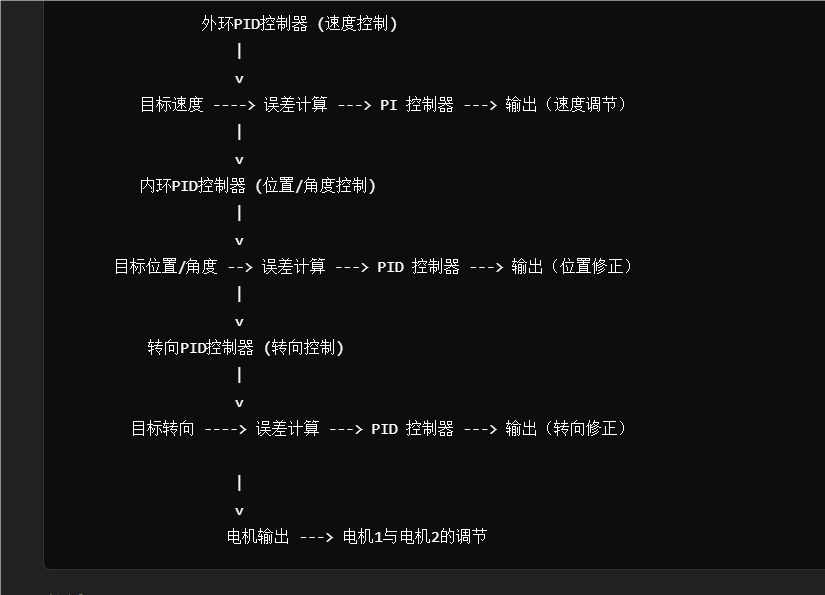 外环PID控制器 (速度控制)
|
v
目标速度 ----> 误差计算 ---> PI 控制器 ---> 输出（速度调节）
|
v
内环PID控制器 (位置/角度控制)
|
v
目标位置/角度 --> 误差计算 ---> PID 控制器 ---> 输出（位置修正）
|
v
转向PID控制器 (转向控制)
|
v
目标转向 ----> 误差计算 ---> PID 控制器 ---> 输出（转向修正）
|
v
电机输出 ---> 电机1与电机2的调节